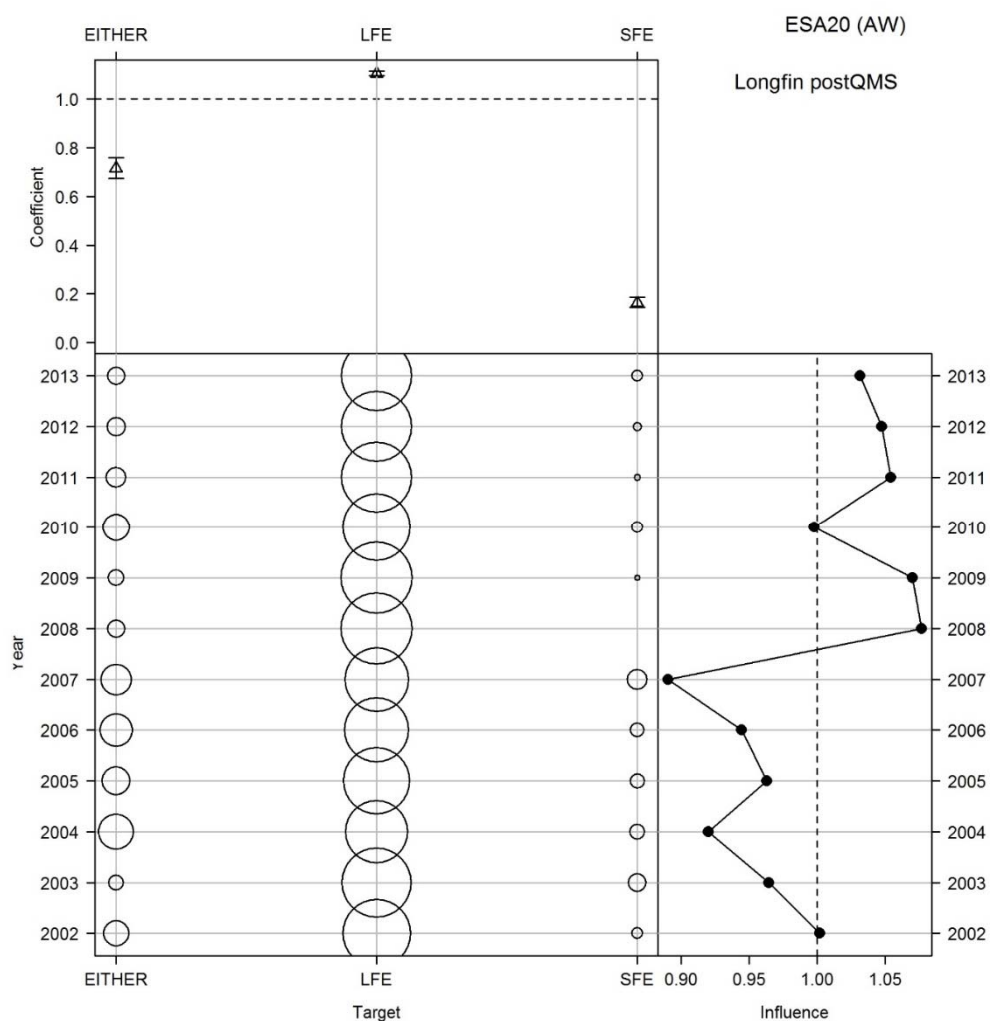 EITHER LFE SFE
ESA20 (AW)
Longfin postQMS
1.0
0.8
0.6
0.4
0.2
0.0
Coefficient
2013 2013
2012 2012
2011 2011
2010 2010
2009 2009
2008 2008
2007 2007
2006 2006
2005 2005
2004 2004
2003 2003
2002 2002
Year
EITHER LFE SFE 0.90 0.95 1.00 1.05
Target Influence